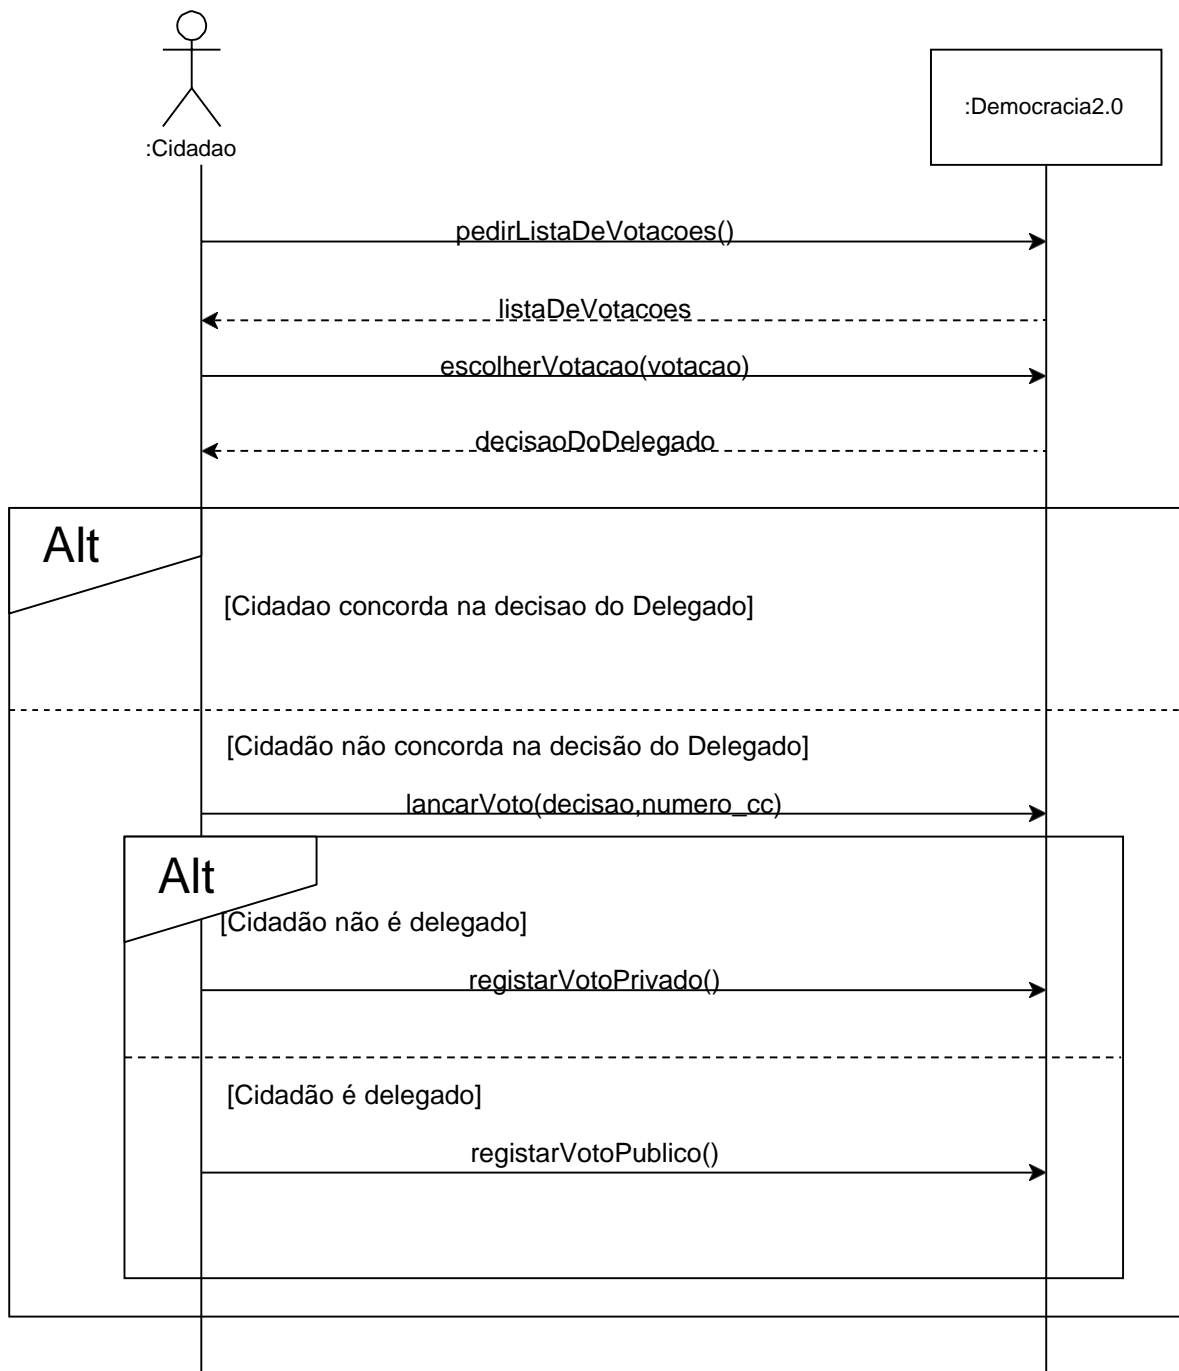 :Cidadao
:Democracia2.0
pedirListaDeVotacoes()
listaDeVotacoes
escolherVotacao(votacao)
decisaoDoDelegado
Alt
[Cidadao concorda na decisao do Delegado]
[Cidadão não concorda na decisão do Delegado]
lancarVoto(decisao,numero_cc)
Alt
[Cidadão não é delegado]
registarVotoPrivado()
[Cidadão é delegado]
registarVotoPublico()